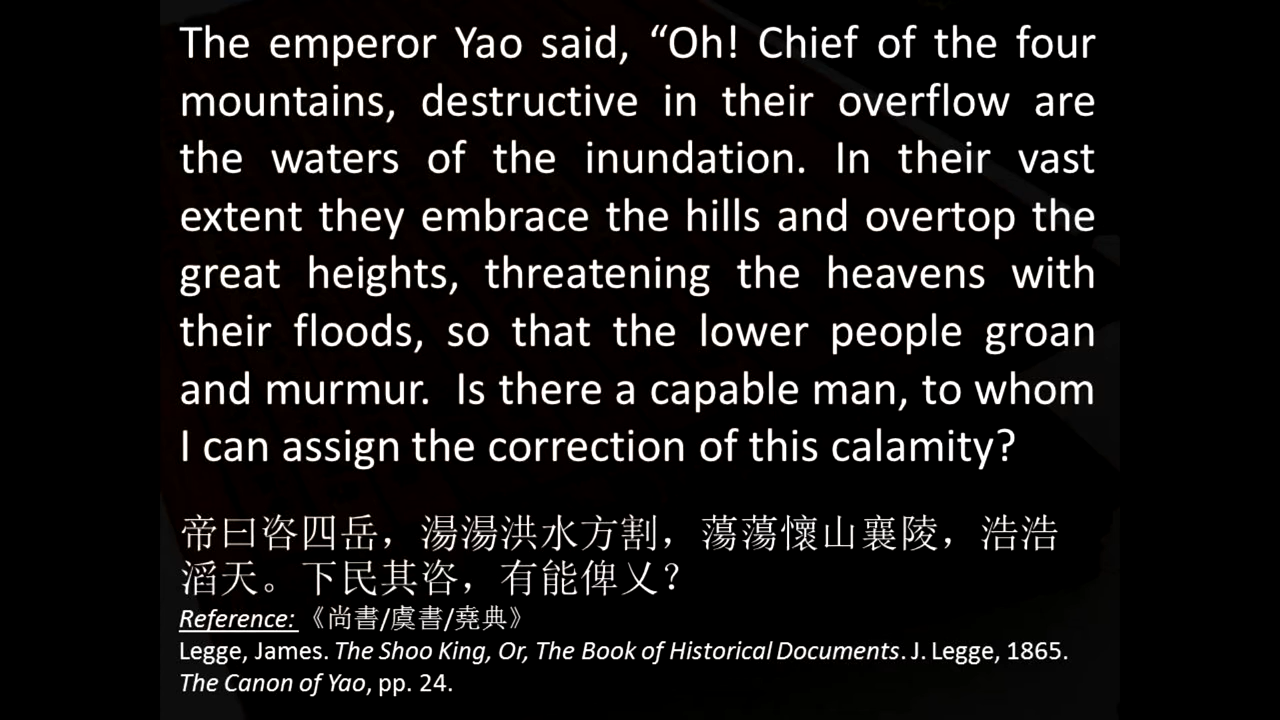 The emperor Yao said, “Oh! Chief of the four
mountains, destructive in their overflow are
the waters of the inundation. In their vast
extent they embrace the hills and overtop the
great heights, threatening the heavens with
their floods, so that the lower people groan
and murmur.  Is there a capable man, to whom
I can assign the correction of this calamity?
帝曰咨四岳，湯湯洪水方割，蕩蕩懷山襄陵，浩浩
滔天。下民其咨，有能俾乂？
Reference: 《尚書/虞書/堯典》
Legge, James. The Shoo King, Or, The Book of Historical Documents. J. Legge, 1865.
The Canon of Yao, pp. 24.